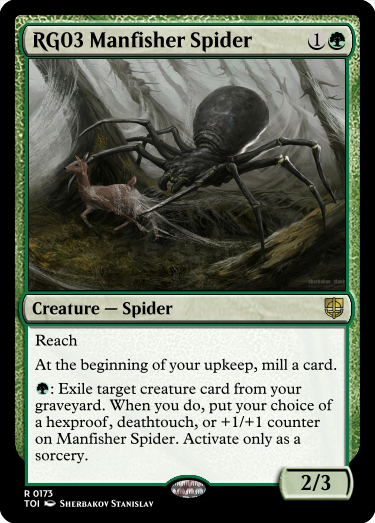 RG03 Manfisher Spider 1
Creature — Spider
Reach
At the beginning of your upkeep, mill a card.
: Exile target creature card from your
graveyard. When you do, put your choice of
a hexproof, deathtouch, or +1/+1 counter
on Manfisher Spider. Activate only as a
sorcery.
2/3
R 0173
TOI SHERBAKOV STANISLAV